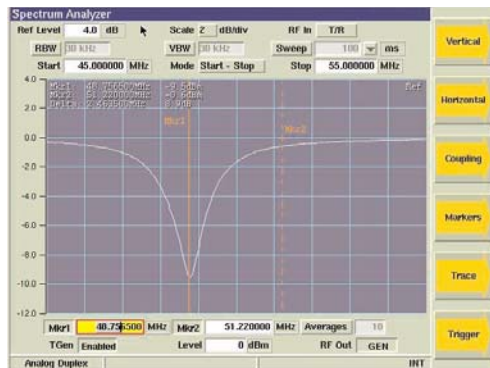 Spectrum Analyzer
Ref Level 4.0 dB Scale 2 dB/div RF In T/R
RBW 30 kHz VBW 30 kHz Sweep 100 ms
Start 45.000000 MHz Mode Start - Stop Stop 55.000000 MHz
4.0
2.0
0.0
-2.0
-4.0
-6.0
-8.0
-10.0
-12.0
Ref
Mkr1
Mkr2
Mkr1 48.756500 MHz Mkr2 51.220000 MHz Averages 10
TGen Enabled Level 0 dBm RF Out GEN
Analog Duplex INT
Vertical
Horizontal
Coupling
Markers
Trace
Trigger